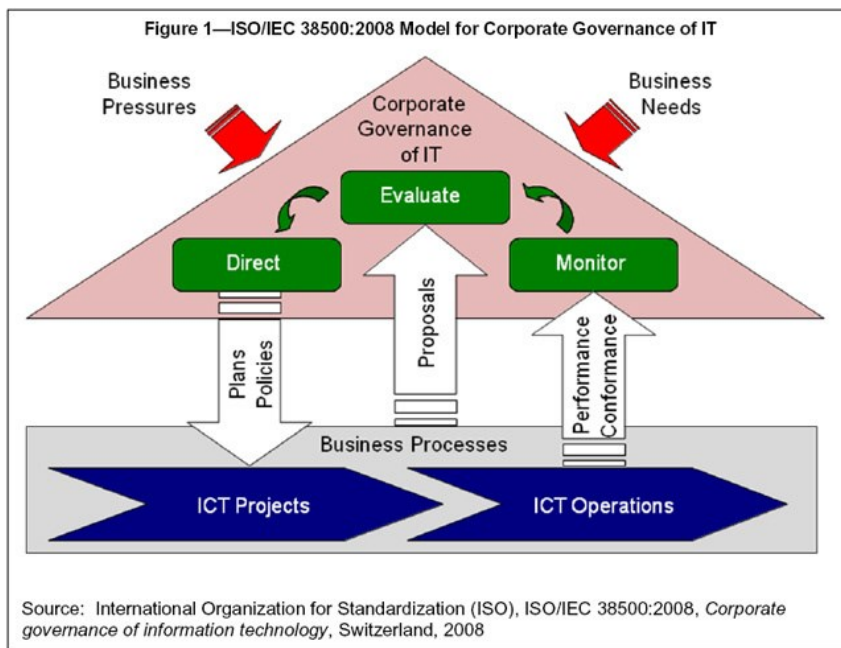 Figure 1—ISO/IEC 38500:2008 Model for Corporate Governance of IT
Business
Pressures
Business
Needs
Corporate
Governance
of IT
Evaluate
Direct
Monitor
Plans
Policies
Proposals
Performance
Conformance
Business Processes
ICT Projects
ICT Operations
Source: International Organization for Standardization (ISO), ISO/IEC 38500:2008, Corporate
governance of information technology, Switzerland, 2008